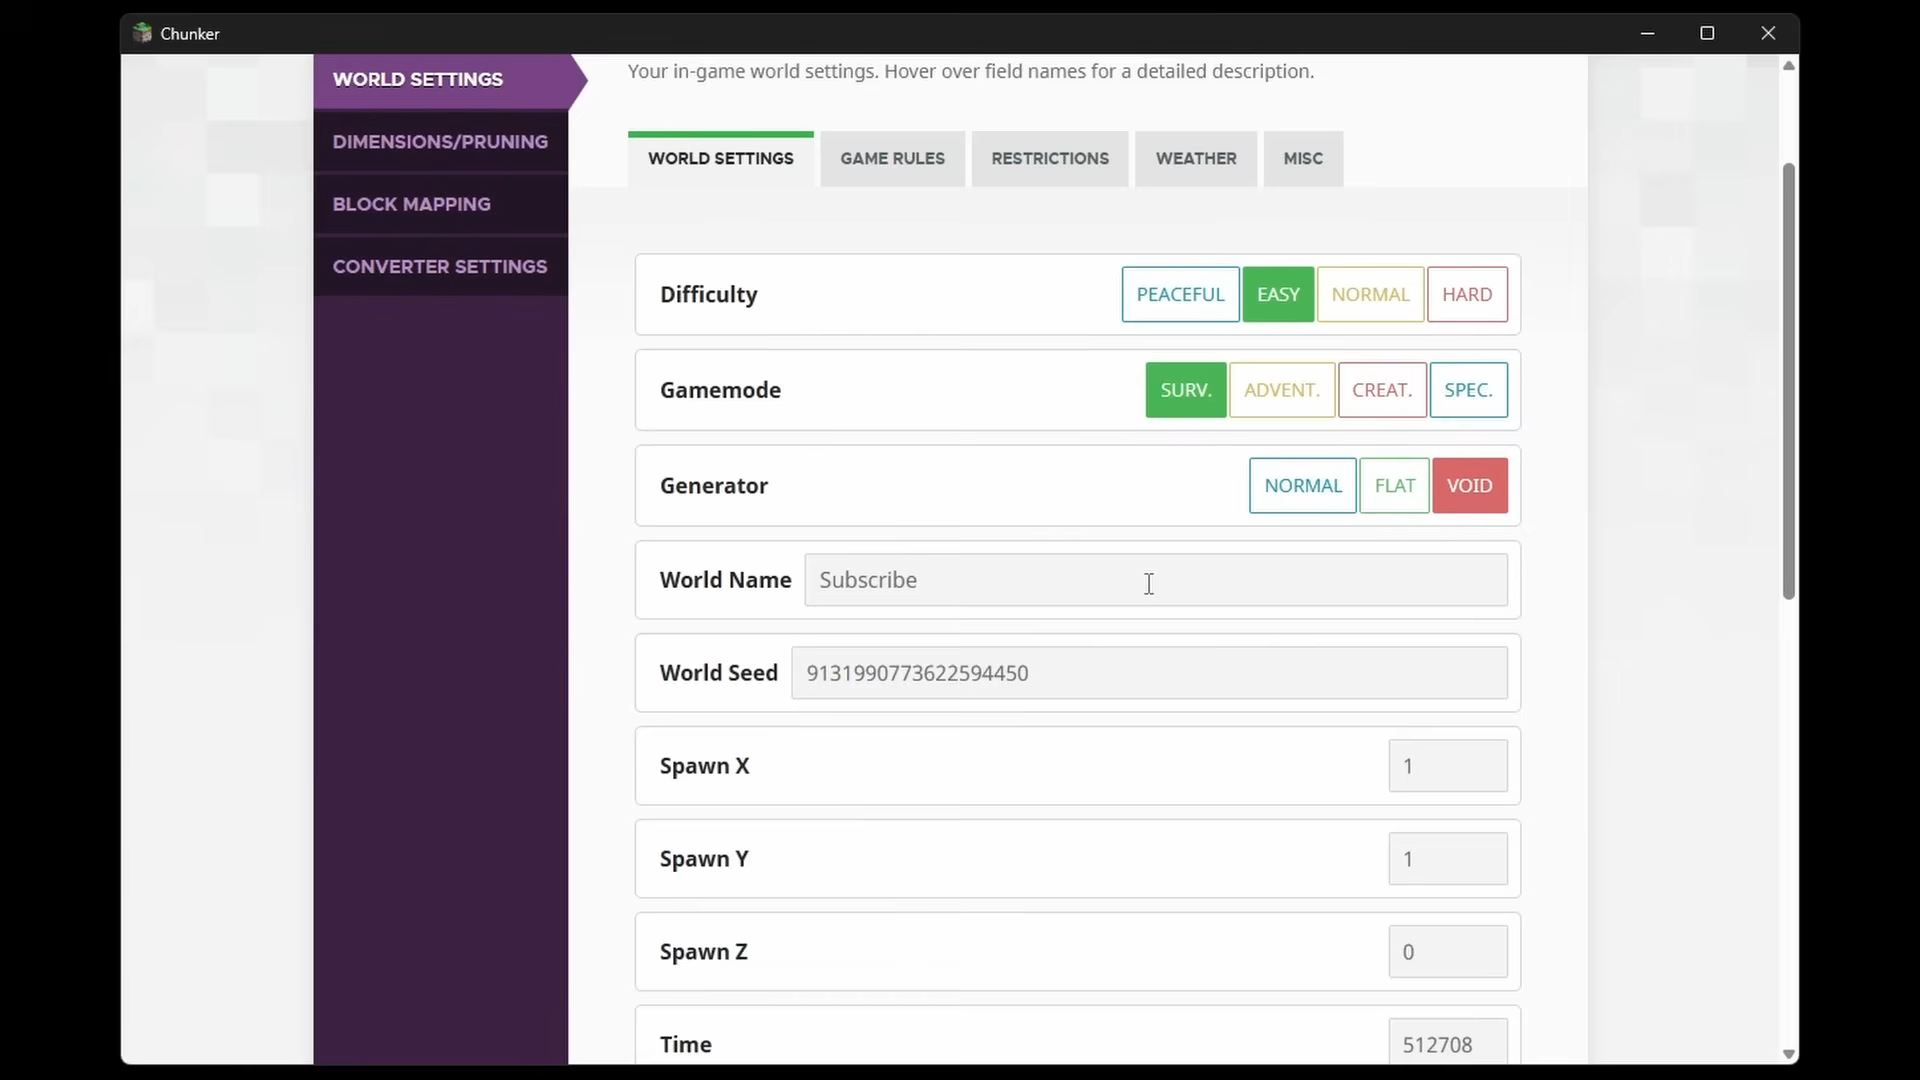 Chunker
WORLD SETTINGS
DIMENSIONS/PRUNING
BLOCK MAPPING
CONVERTER SETTINGS
Your in-game world settings. Hover over field names for a detailed description.
WORLD SETTINGS GAME RULES RESTRICTIONS WEATHER MISC
Difficulty PEACEFUL EASY NORMAL HARD
Gamemode SURV. ADVENT. CREAT. SPEC.
Generator NORMAL FLAT VOID
World Name Subscribe
World Seed 9131990773622594450
Spawn X 1
Spawn Y 1
Spawn Z 0
Time 512708